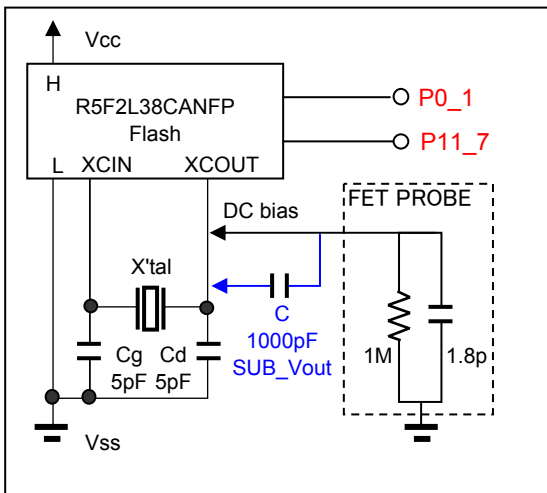 Vcc
H
R5F2L38CANFP
Flash
P0_1
P11_7
L XCIN XCOUT
FET PROBE
DC bias
X'tal
C
1000pF
SUB_Vout
Cg Cd
5pF 5pF
1M 1.8p
Vss